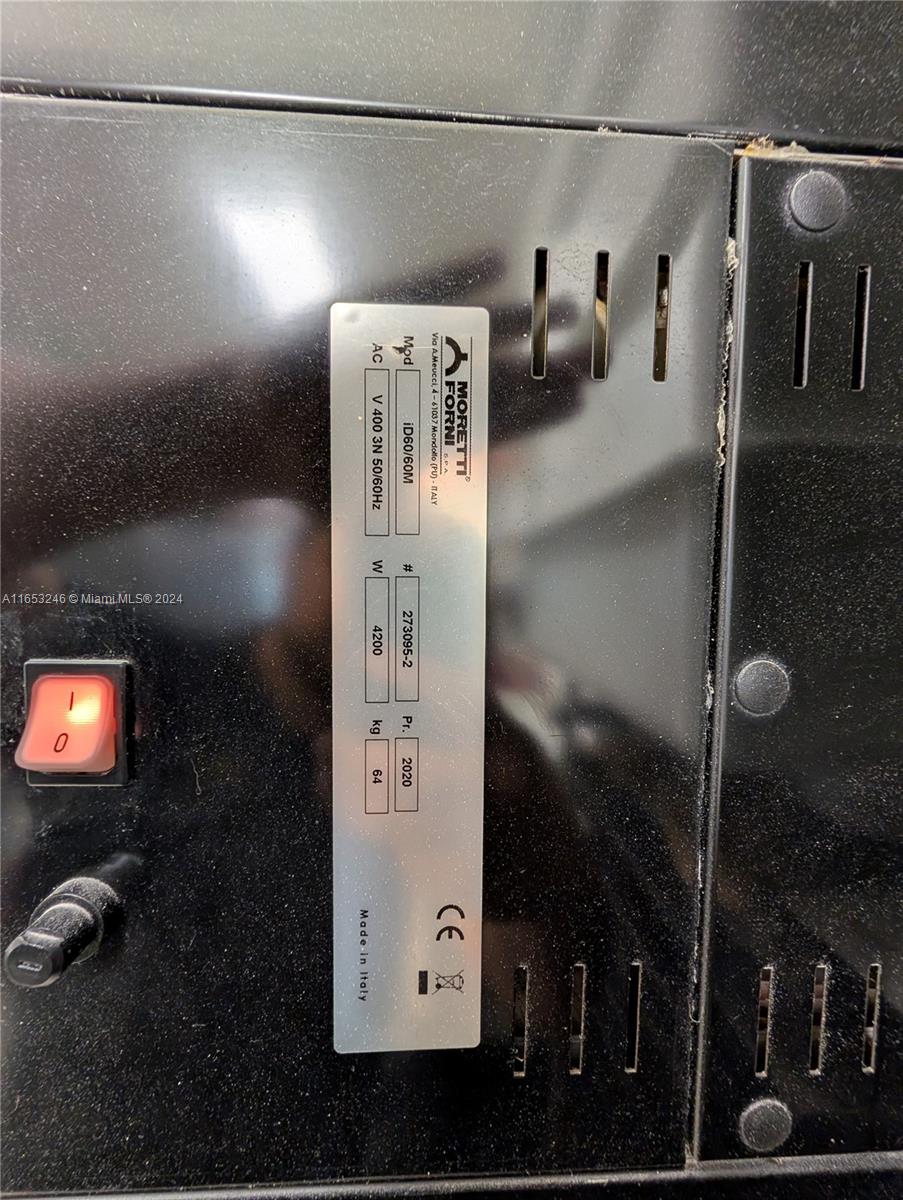 MORETTI
FORNI S.P.A.
®
Via A.Meucci, 4 - 61037 Mondolfo (PU) - ITALY
Mod iD60/60M # 273095-2 Pr. 2020
AC V 400 3N 50/60Hz W 4200 kg 64
CE
Made in Italy
A11653246 © Miami MLS® 2024
I
0